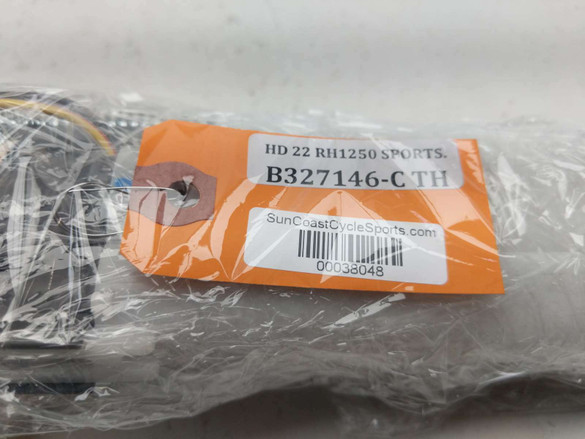 HD 22 RH1250 SPORTS.
B327146-C TH
SunCoastCycleSports.com
00038048